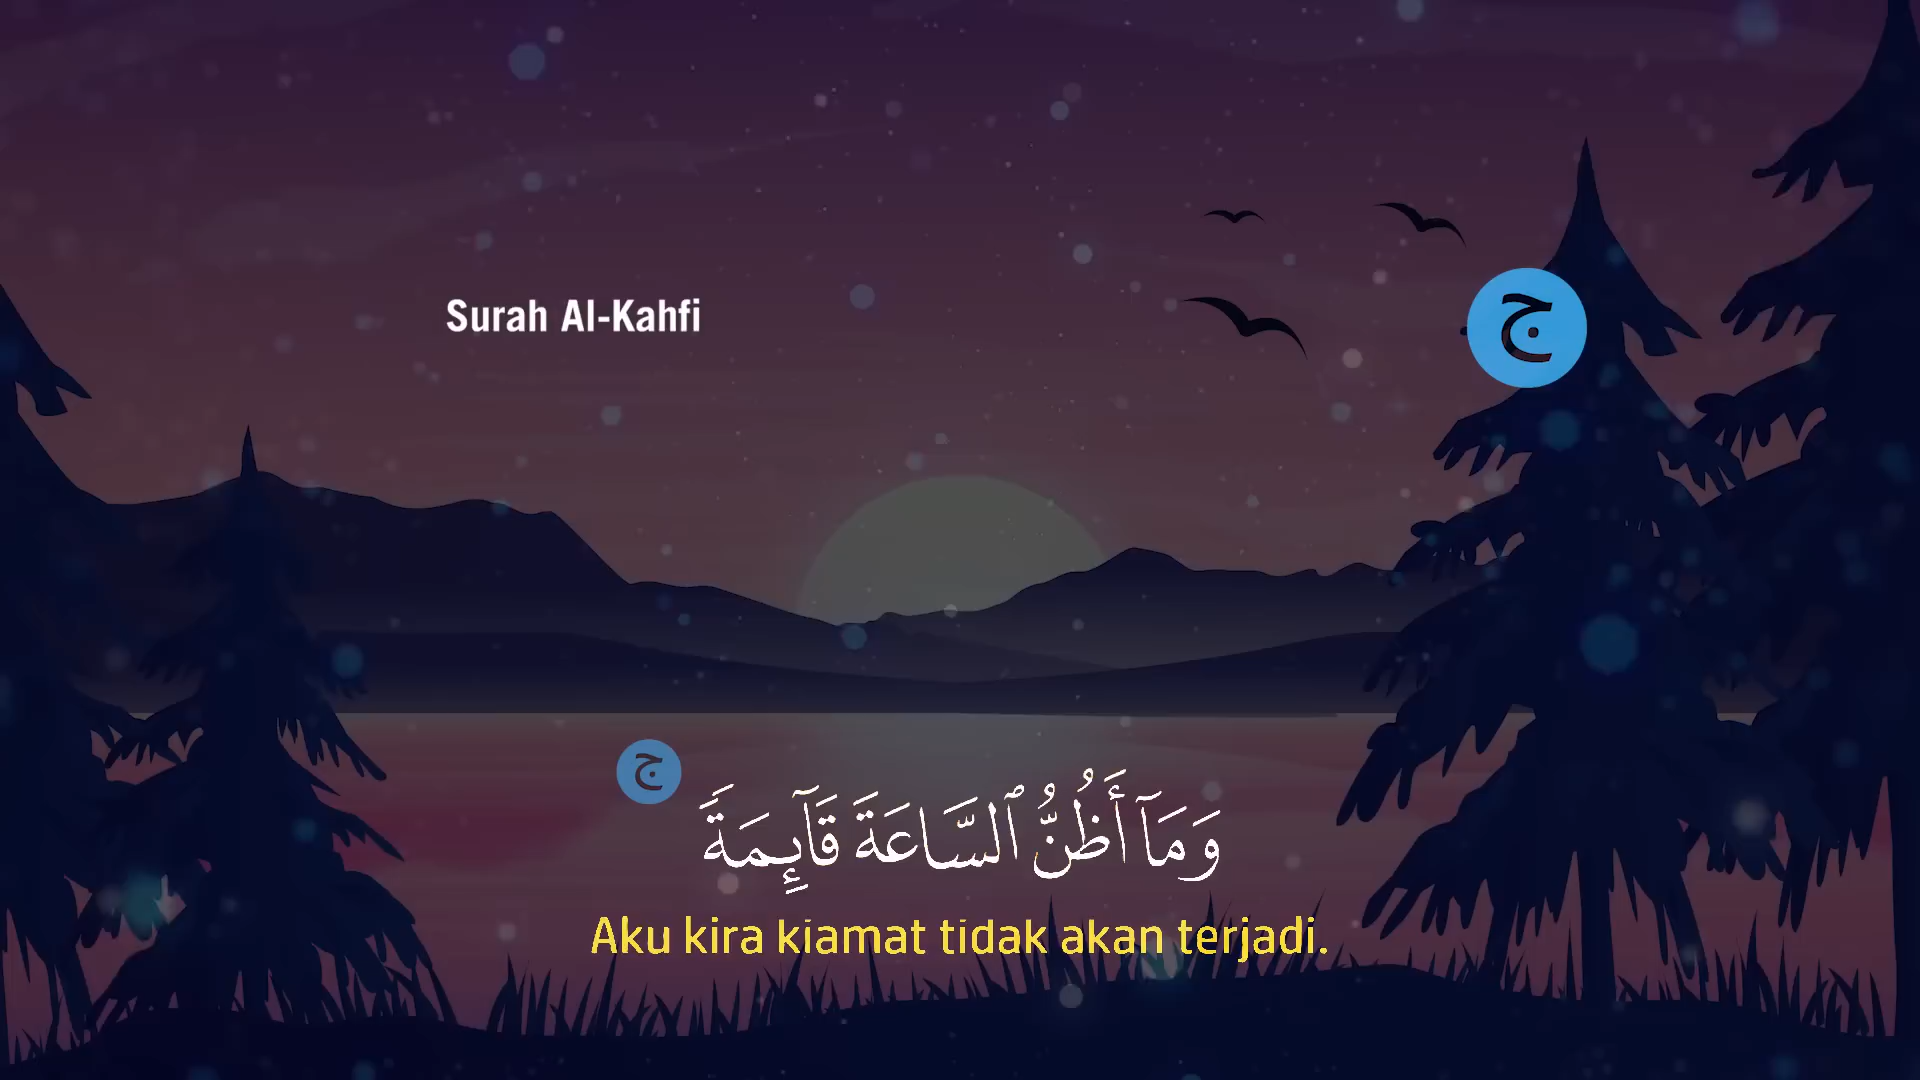 Surah Al-Kahfi
ج
ج
وَمَآ أَظُنُّ ٱلسَّاعَةَ قَآئِمَةً
Aku kira kiamat tidak akan terjadi.